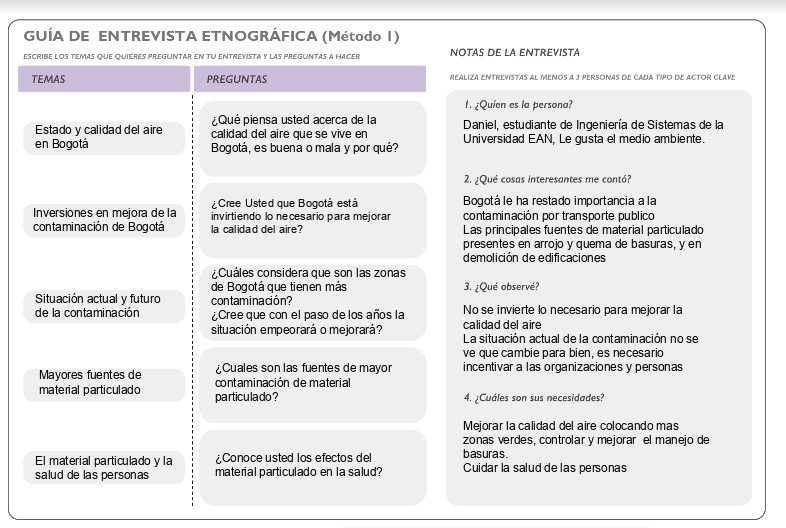 GUÍA DE ENTREVISTA ETNOGRÁFICA (Método 1)
ESCRIBE LOS TEMAS QUE QUIERES PREGUNTAR EN TU ENTREVISTA Y LAS PREGUNTAS A HACER
TEMAS
PREGUNTAS
Estado y calidad del aire
en Bogotá
¿Qué piensa usted acerca de la
calidad del aire que se vive en
Bogotá, es buena o mala y por qué?
Inversiones en mejora de la
contaminación de Bogotá
¿Cree Usted que Bogotá está
invirtiendo lo necesario para mejorar
la calidad del aire?
Situación actual y futuro
de la contaminación
¿Cuáles considera que son las zonas
de Bogotá que tienen más
contaminación?
¿Cree que con el paso de los años la
situación empeorará o mejorará?
Mayores fuentes de
material particulado
¿Cuales son las fuentes de mayor
contaminación de material
particulado?
El material particulado y la
salud de las personas
¿Conoce usted los efectos del
material particulado en la salud?
NOTAS DE LA ENTREVISTA
REALIZA ENTREVISTAS AL MENOS A 3 PERSONAS DE CADA TIPO DE ACTOR CLAVE
1. ¿Quíen es la persona?
Daniel, estudiante de Ingeniería de Sistemas de la
Universidad EAN, Le gusta el medio ambiente.
2. ¿Qué cosas interesantes me contó?
Bogotá le ha restado importancia a la
contaminación por transporte publico
Las principales fuentes de material particulado
presentes en arrojo y quema de basuras, y en
demolición de edificaciones
3. ¿Qué observé?
No se invierte lo necesario para mejorar la
calidad del aire
La situación actual de la contaminación no se
ve que cambie para bien, es necesario
incentivar a las organizaciones y personas
4. ¿Cuáles son sus necesidades?
Mejorar la calidad del aire colocando mas
zonas verdes, controlar y mejorar  el manejo de
basuras.
Cuidar la salud de las personas